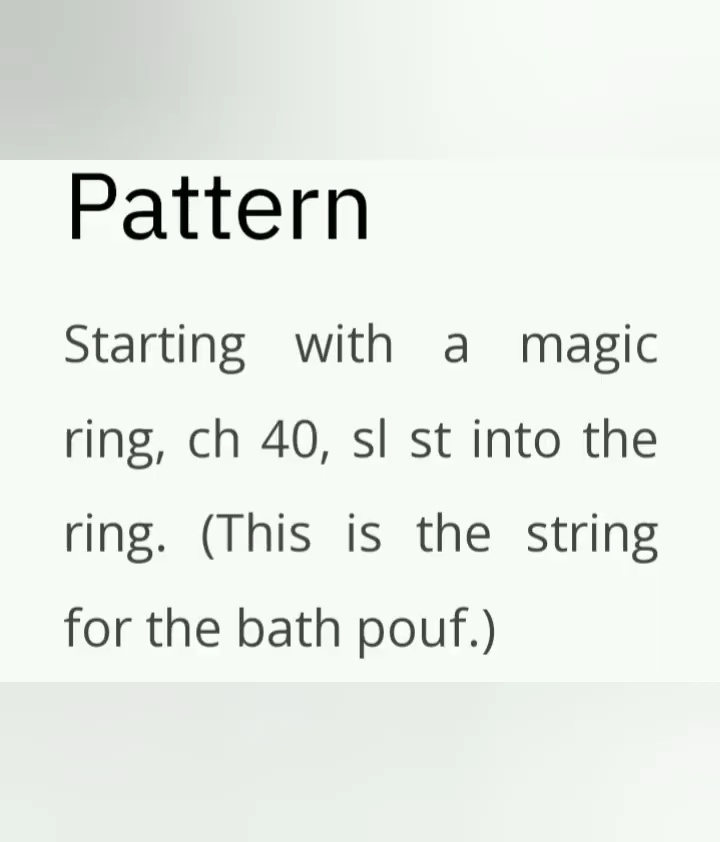 Pattern
Starting with a magic
ring, ch 40, sl st into the
ring. (This is the string
for the bath pouf.)